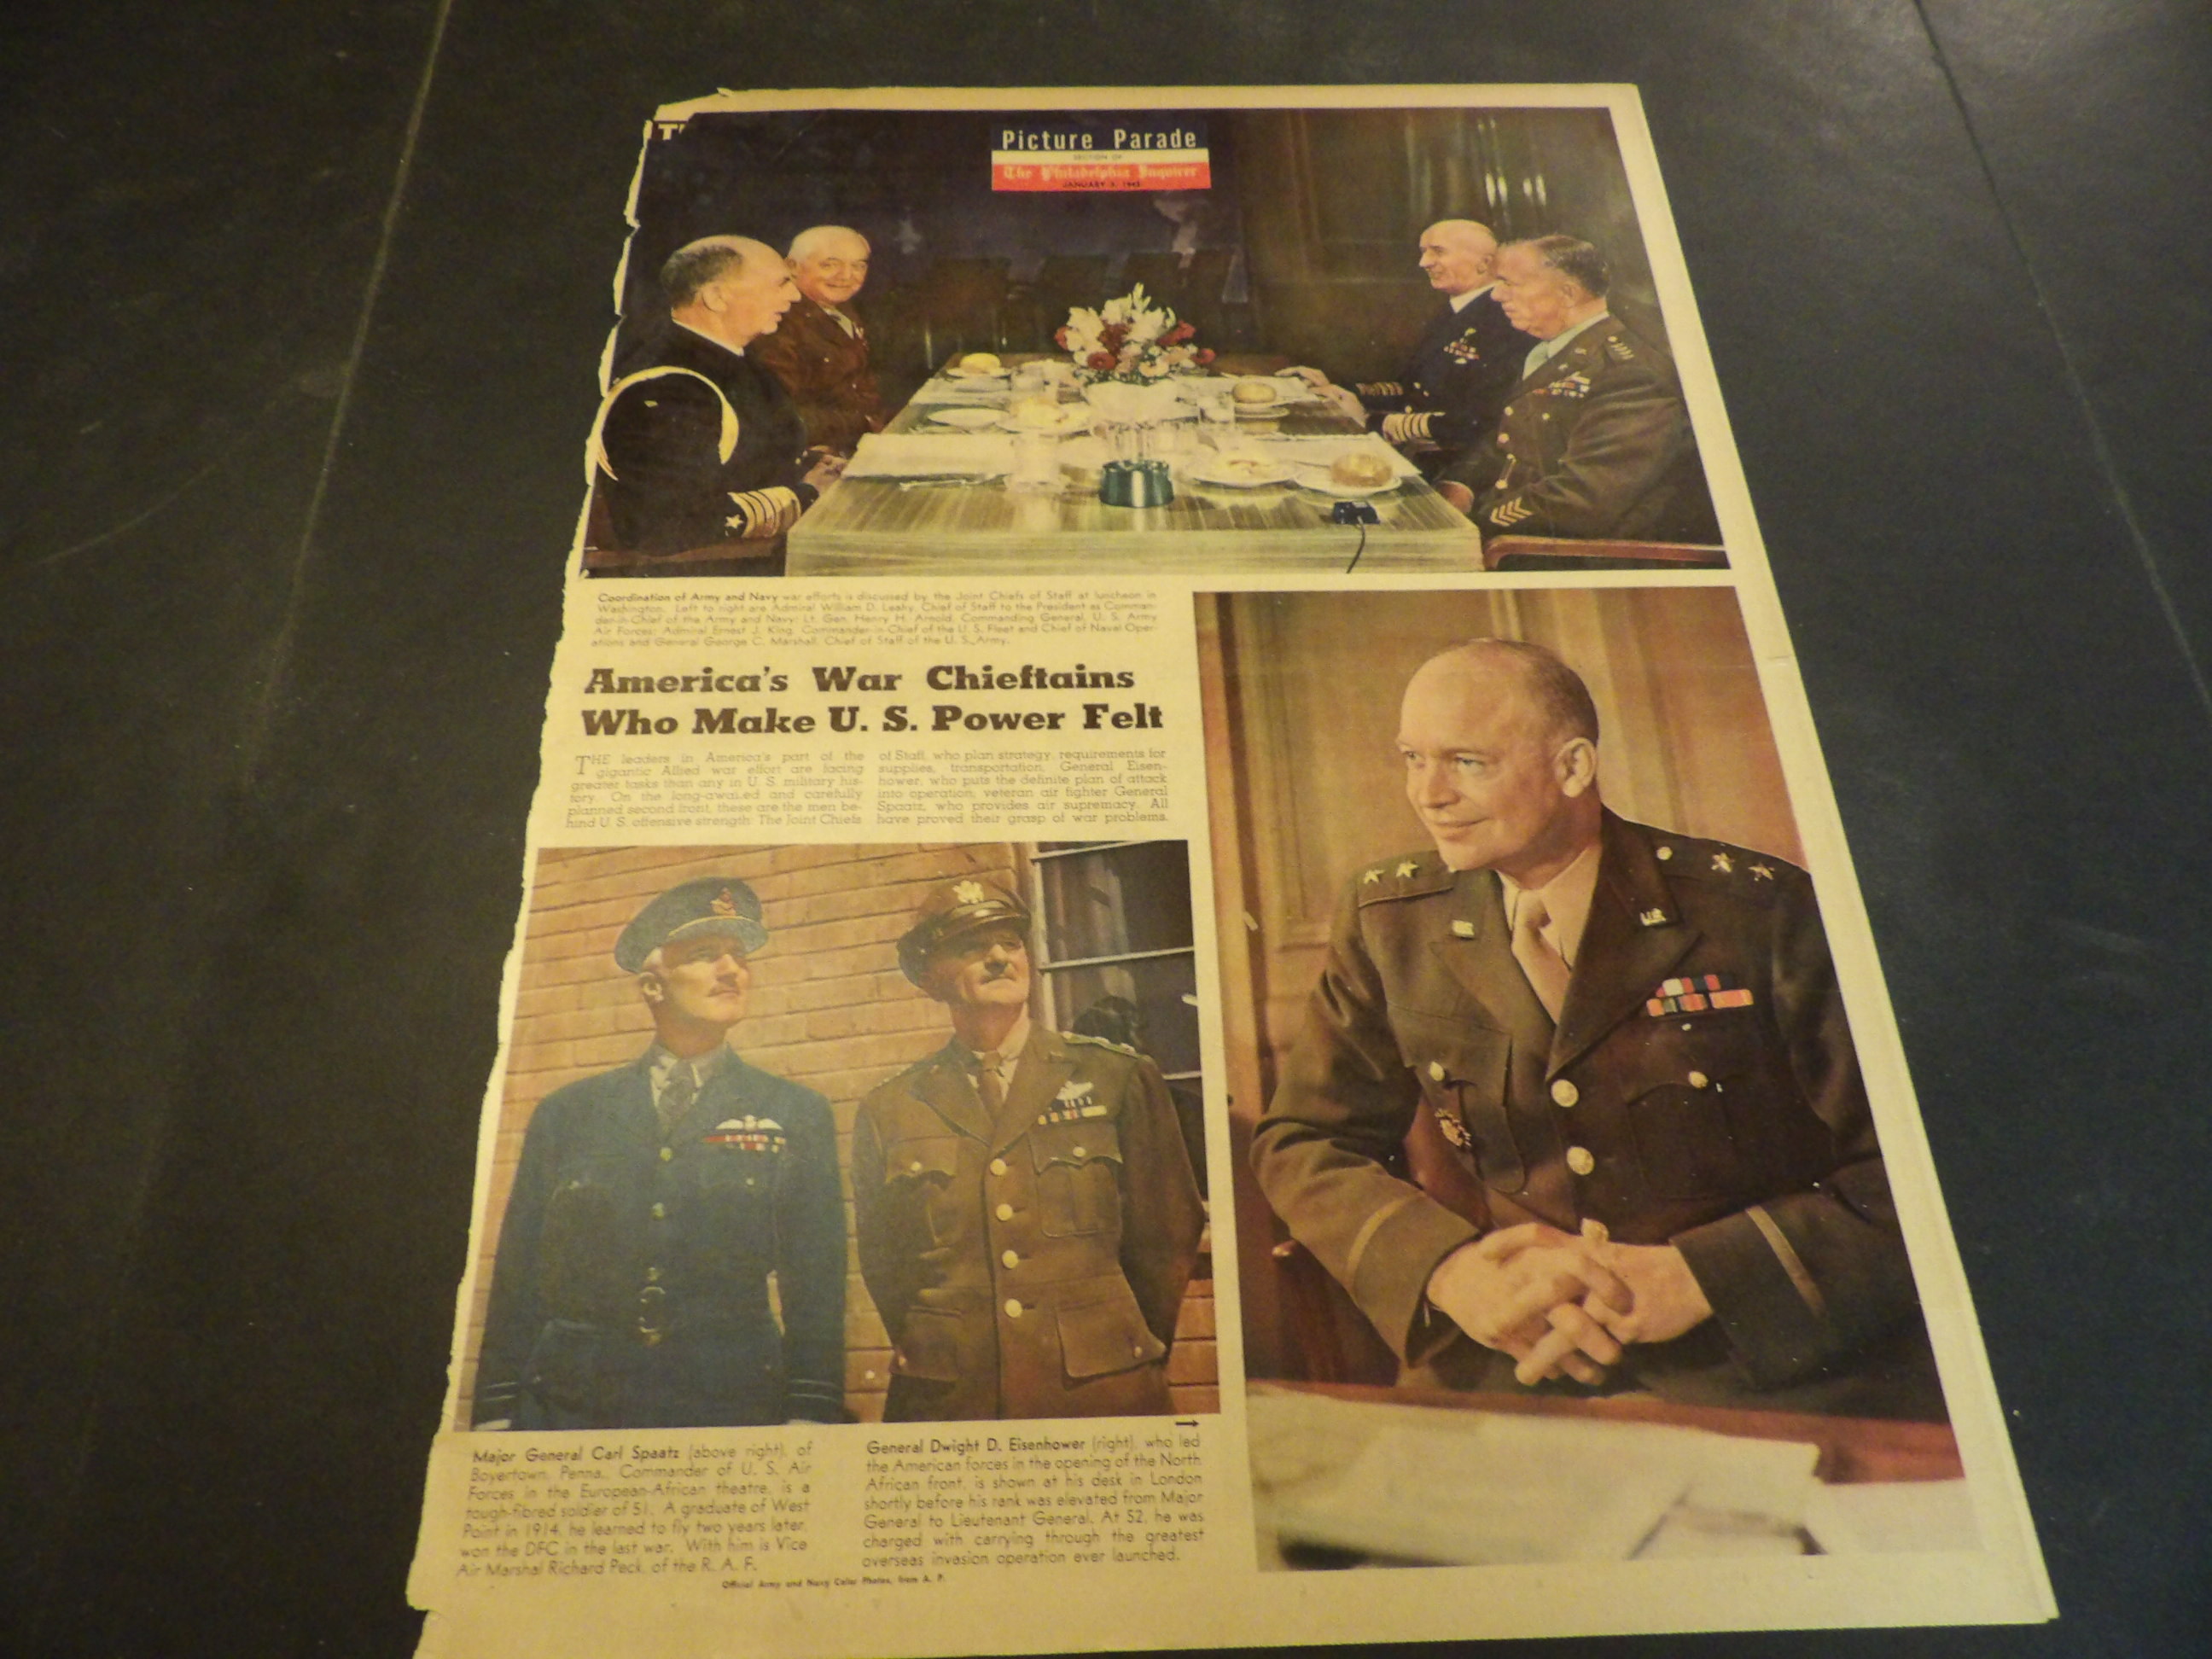 Picture Parade
SECTION OF
The Philadelphia Inquirer
JANUARY 3, 1943
Coordination of Army and Navy war efforts is discussed by the Joint Chiefs of Staff at luncheon in
Washington. Left to right are Admiral William D. Leahy, Chief of Staff to the President as Comman-
der-in-Chief of the Army and Navy; Lt. Gen. Henry H. Arnold, Commanding General, U. S. Army
Air Forces; Admiral Ernest J. King, Commander-in-Chief of the U. S. Fleet and Chief of Naval Oper-
ations and General George C. Marshall, Chief of Staff of the U. S. Army.
America's War Chieftains
Who Make U. S. Power Felt
THE leaders in America's part of the
gigantic Allied war effort are facing
greater tasks than any in U. S. military his-
tory. On the long-awaited and carefully
planned second front, these are the men be-
hind U. S. offensive strength: The Joint Chiefs
of Staff, who plan strategy, requirements for
supplies, transportation, General Eisen-
hower, who puts the definite plan of attack
into operation, veteran air fighter General
Spaatz, who provides air supremacy. All
have proved their grasp of war problems.
U.S.
Major General Carl Spaatz (above right), of
Boyertown, Penna., Commander of U. S. Air
Forces in the European-African theatre, is a
tough-fibred soldier of 51. A graduate of West
Point in 1914, he learned to fly two years later,
won the DFC in the last war. With him is Vice
Air Marshal Richard Peck, of the R. A. F.
General Dwight D. Eisenhower (right), who led
the American forces in the opening of the North
African front, is shown at his desk in London
shortly before his rank was elevated from Major
General to Lieutenant General. At 52, he was
charged with carrying through the greatest
overseas invasion operation ever launched.
Official Army and Navy Color Photos, from A. P.